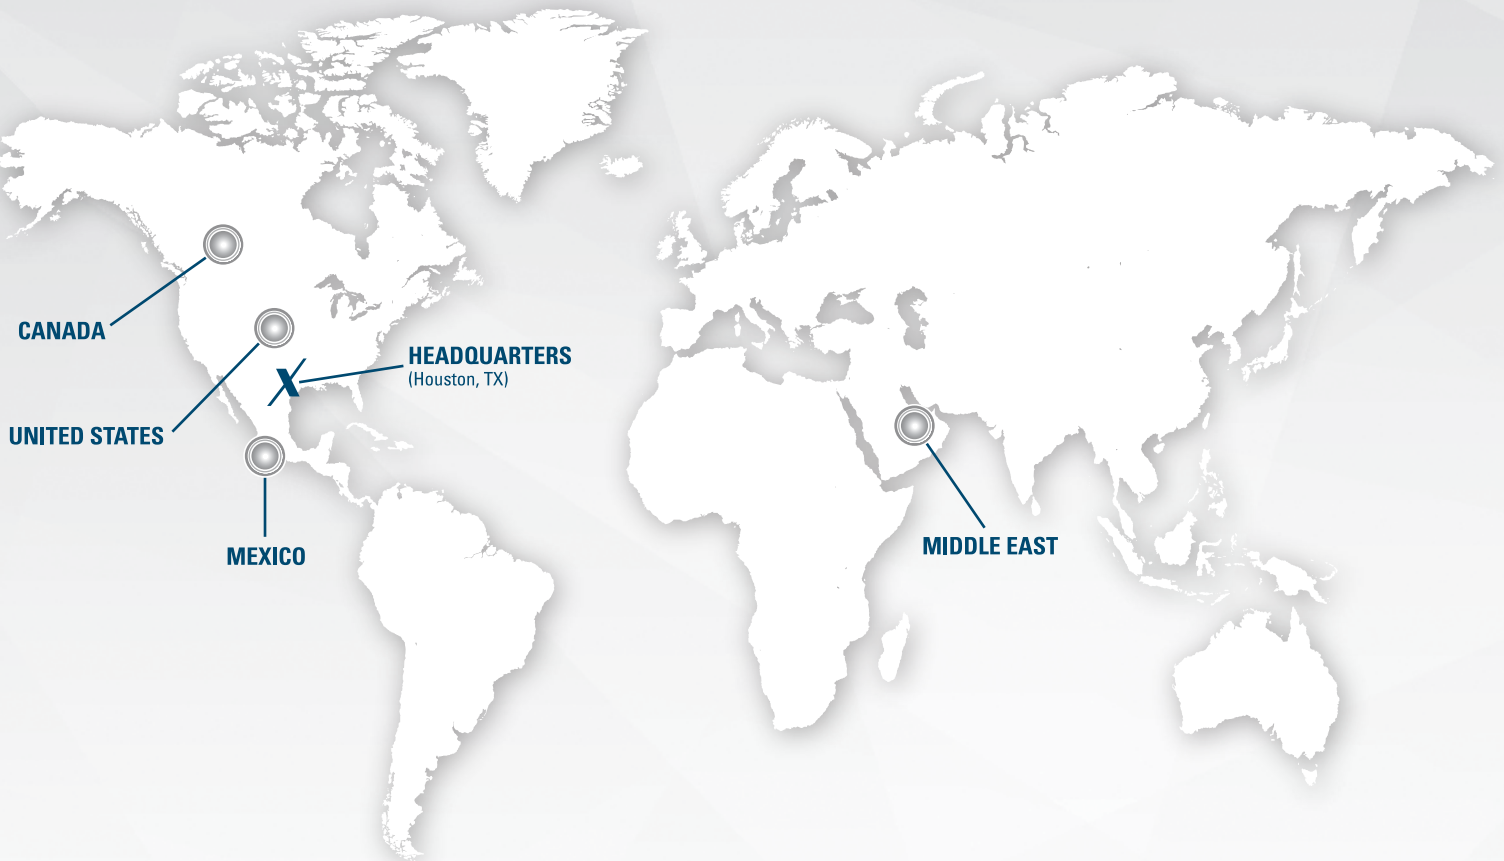 CANADA
HEADQUARTERS
(Houston, TX)
UNITED STATES
MEXICO
MIDDLE EAST